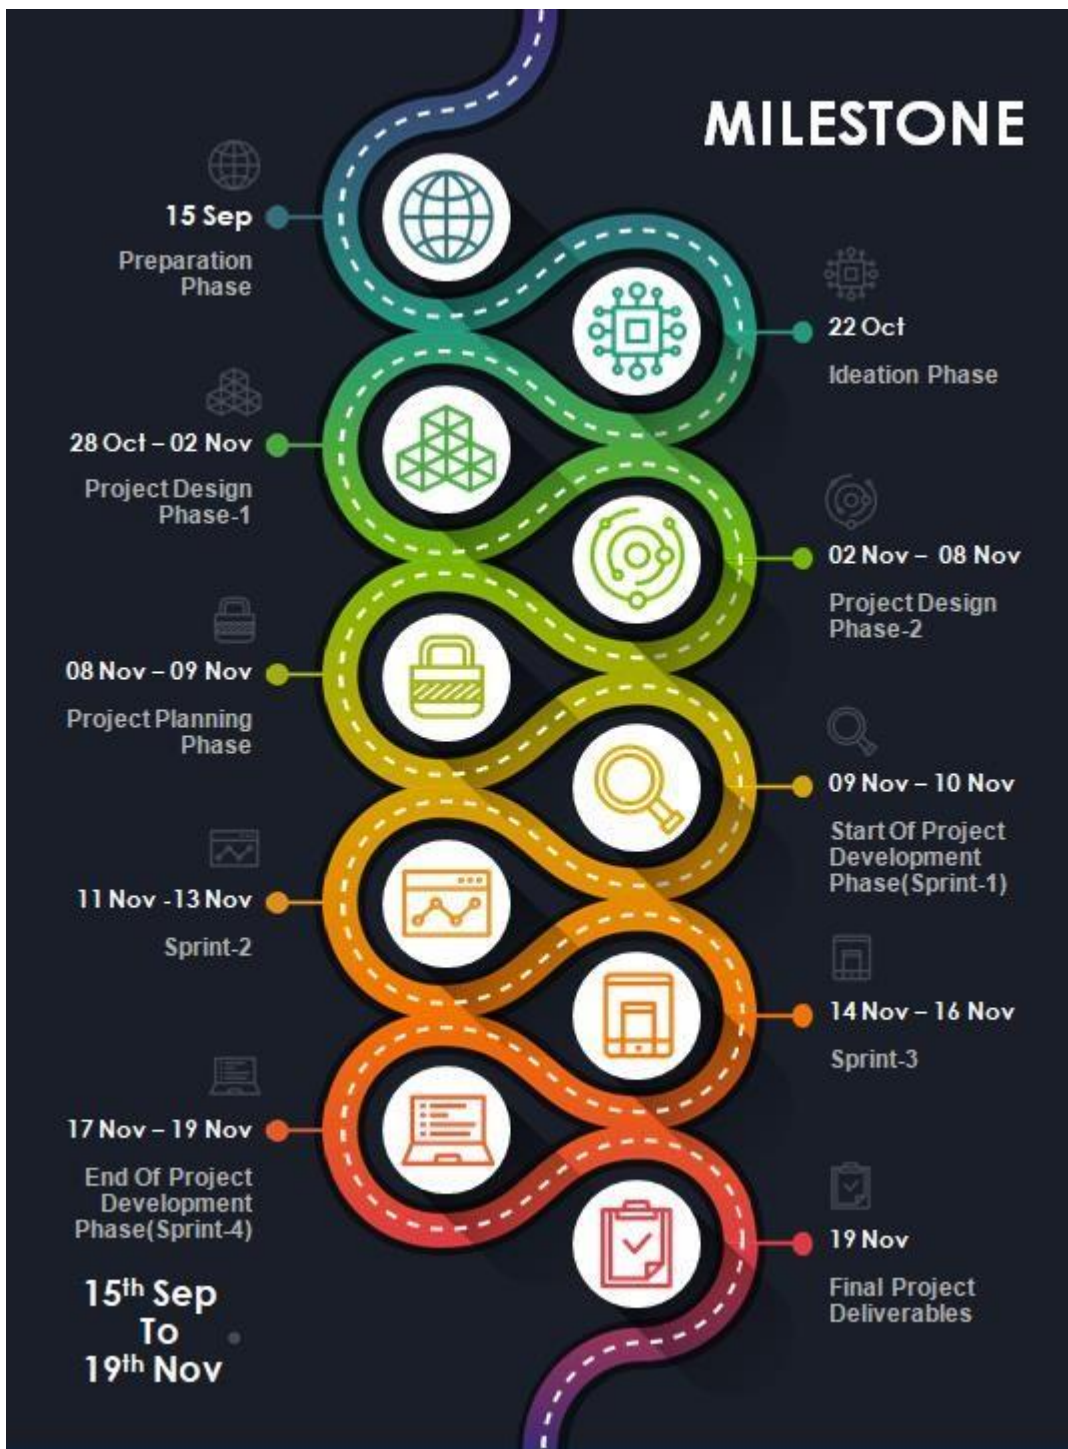 MILESTONE
15 Sep
Preparation
Phase
22 Oct
Ideation Phase
28 Oct – 02 Nov
Project Design
Phase-1
02 Nov – 08 Nov
Project Design
Phase-2
08 Nov – 09 Nov
Project Planning
Phase
09 Nov – 10 Nov
Start Of Project
Development
Phase(Sprint-1)
11 Nov -13 Nov
Sprint-2
14 Nov – 16 Nov
Sprint-3
17 Nov – 19 Nov
End Of Project
Development
Phase(Sprint-4)
19 Nov
Final Project
Deliverables
15th Sep
To
19th Nov